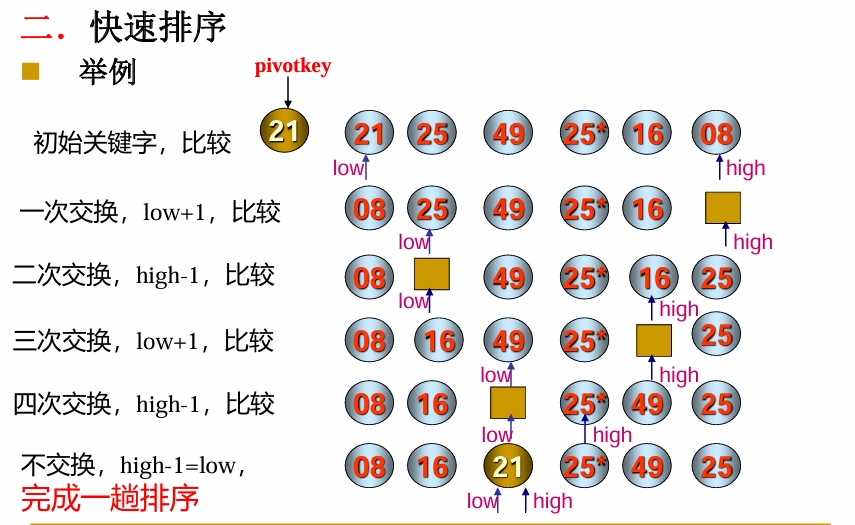 二．快速排序
举例
pivotkey
初始关键字，比较 21 21 25 49 25* 16 08
low high
一次交换，low+1，比较 08 25 49 25* 16
low high
二次交换，high-1，比较 08 49 25* 16 25
low high
三次交换，low+1，比较 08 16 49 25* 25
low high
四次交换，high-1，比较 08 16 25* 49 25
low high
不交换，high-1=low， 08 16 21 25* 49 25
完成一趟排序 low high